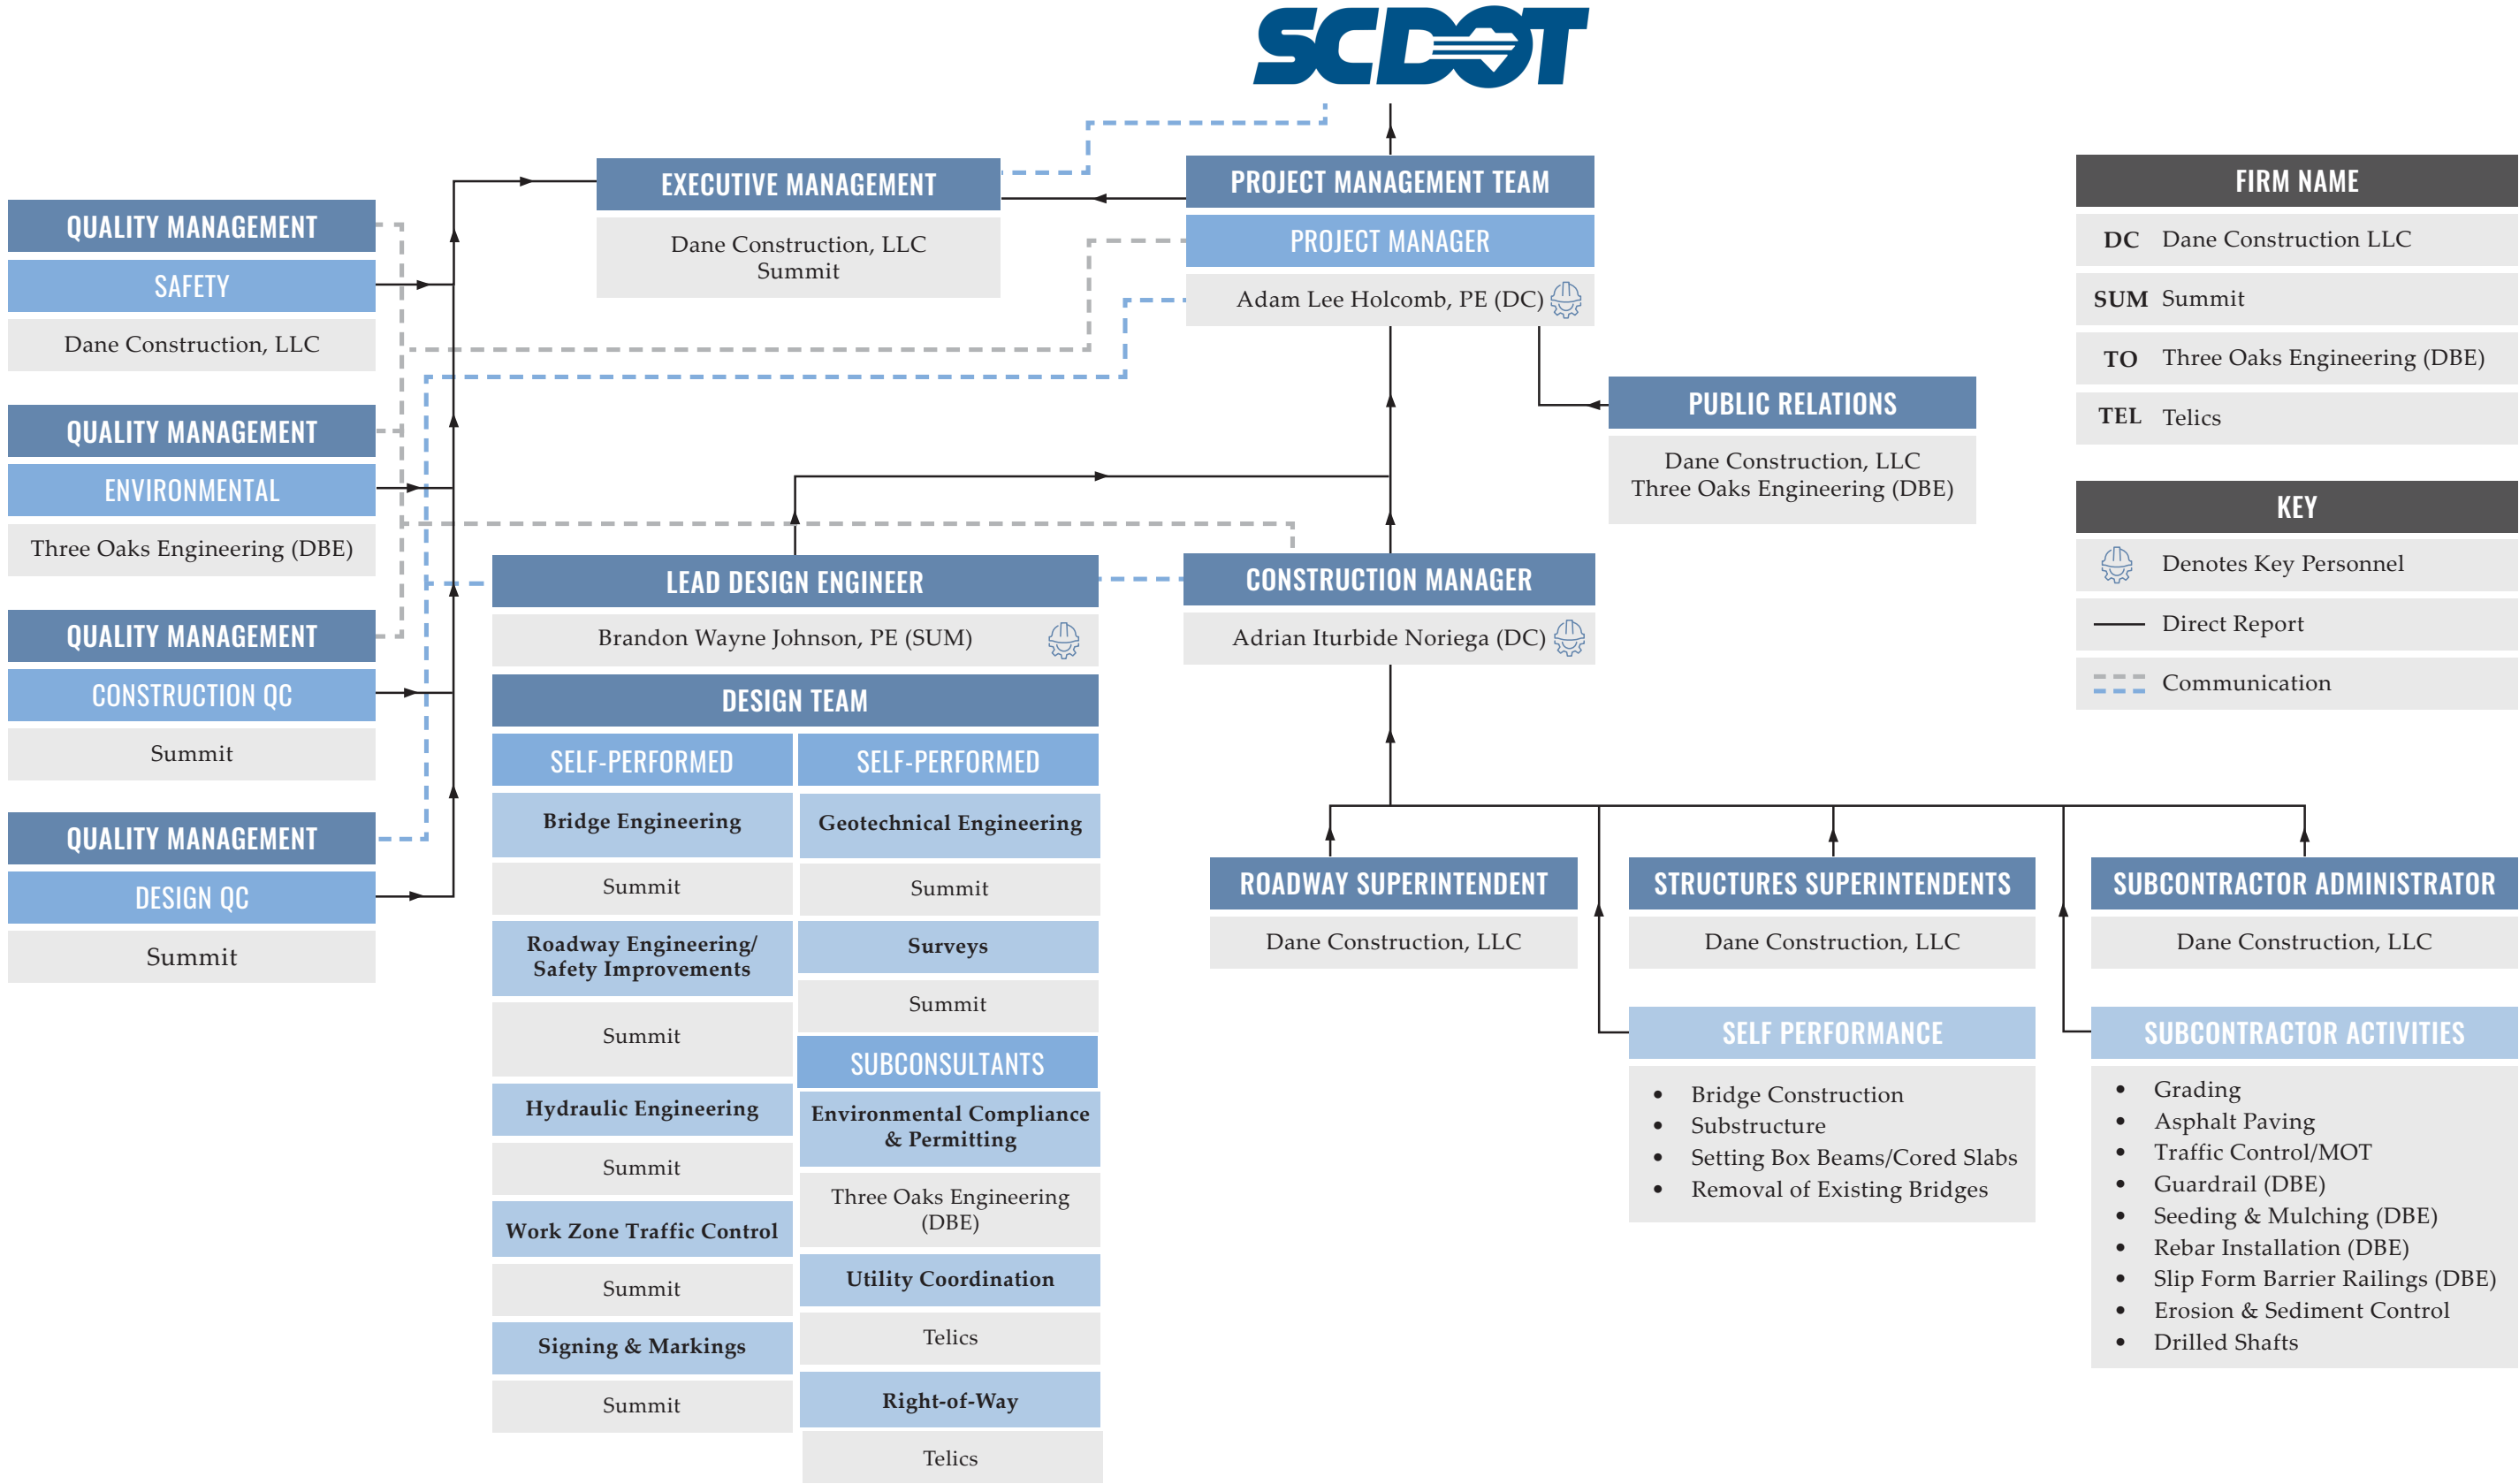 SCDOT
EXECUTIVE MANAGEMENT
Dane Construction, LLC
Summit
PROJECT MANAGEMENT TEAM
PROJECT MANAGER
Adam Lee Holcomb, PE (DC)
PUBLIC RELATIONS
Dane Construction, LLC
Three Oaks Engineering (DBE)
QUALITY MANAGEMENT
SAFETY
Dane Construction, LLC
QUALITY MANAGEMENT
ENVIRONMENTAL
Three Oaks Engineering (DBE)
QUALITY MANAGEMENT
CONSTRUCTION QC
Summit
QUALITY MANAGEMENT
DESIGN QC
Summit
LEAD DESIGN ENGINEER
Brandon Wayne Johnson, PE (SUM)
DESIGN TEAM
SELF-PERFORMED
Bridge Engineering
Summit
Roadway Engineering/
Safety Improvements
Summit
Hydraulic Engineering
Summit
Work Zone Traffic Control
Summit
Signing & Markings
Summit
SELF-PERFORMED
Geotechnical Engineering
Summit
Surveys
Summit
SUBCONSULTANTS
Environmental Compliance
& Permitting
Three Oaks Engineering
(DBE)
Utility Coordination
Telics
Right-of-Way
Telics
CONSTRUCTION MANAGER
Adrian Iturbide Noriega (DC)
ROADWAY SUPERINTENDENT
Dane Construction, LLC
STRUCTURES SUPERINTENDENTS
Dane Construction, LLC
SELF PERFORMANCE
• Bridge Construction
• Substructure
• Setting Box Beams/Cored Slabs
• Removal of Existing Bridges
SUBCONTRACTOR ADMINISTRATOR
Dane Construction, LLC
SUBCONTRACTOR ACTIVITIES
• Grading
• Asphalt Paving
• Traffic Control/MOT
• Guardrail (DBE)
• Seeding & Mulching (DBE)
• Rebar Installation (DBE)
• Slip Form Barrier Railings (DBE)
• Erosion & Sediment Control
• Drilled Shafts
FIRM NAME
DC Dane Construction LLC
SUM Summit
TO Three Oaks Engineering (DBE)
TEL Telics
KEY
Denotes Key Personnel
Direct Report
Communication